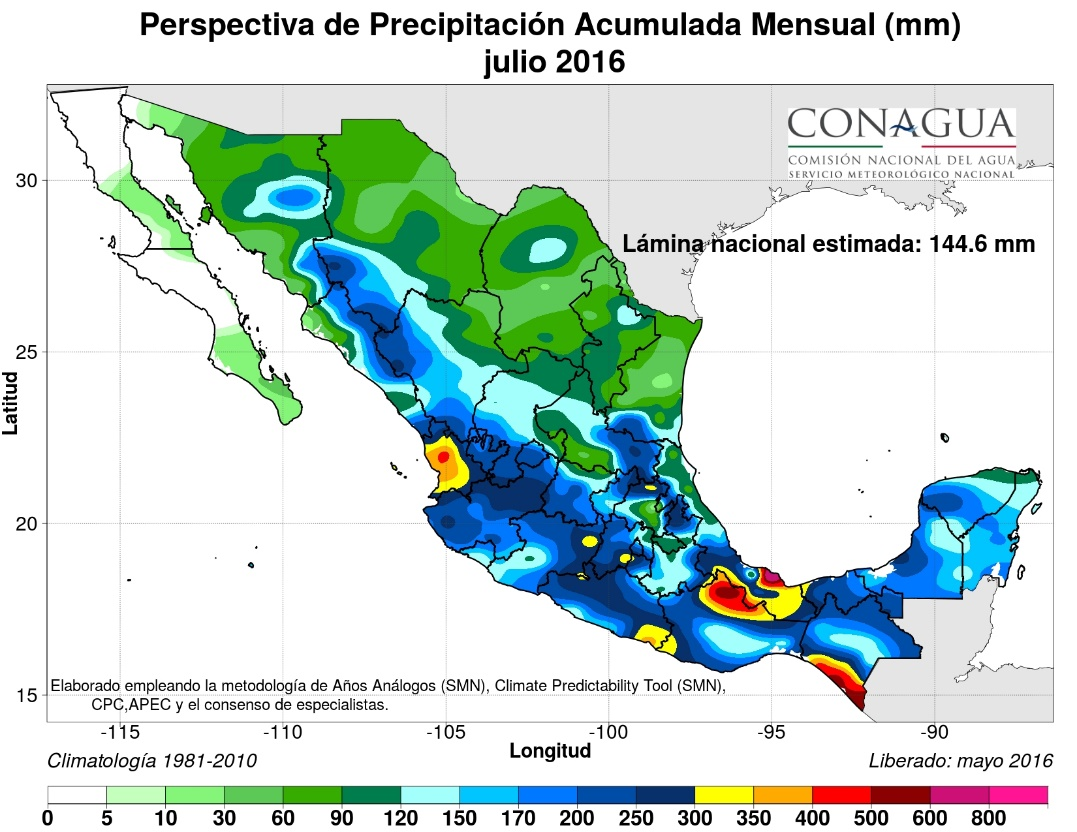 Perspectiva de Precipitación Acumulada Mensual (mm)
julio 2016
CONAGUA
COMISIÓN NACIONAL DEL AGUA
SERVICIO METEOROLÓGICO NACIONAL
Lámina nacional estimada: 144.6 mm
30
25
20
15
Latitud
Elaborado empleando la metodología de Años Análogos (SMN), Climate Predictability Tool (SMN),
CPC,APEC y el consenso de especialistas.
-115 -110 -105 -100 -95 -90
Longitud
Climatología 1981-2010
Liberado: mayo 2016
0 5 10 30 60 90 120 150 170 200 250 300 350 400 500 600 800